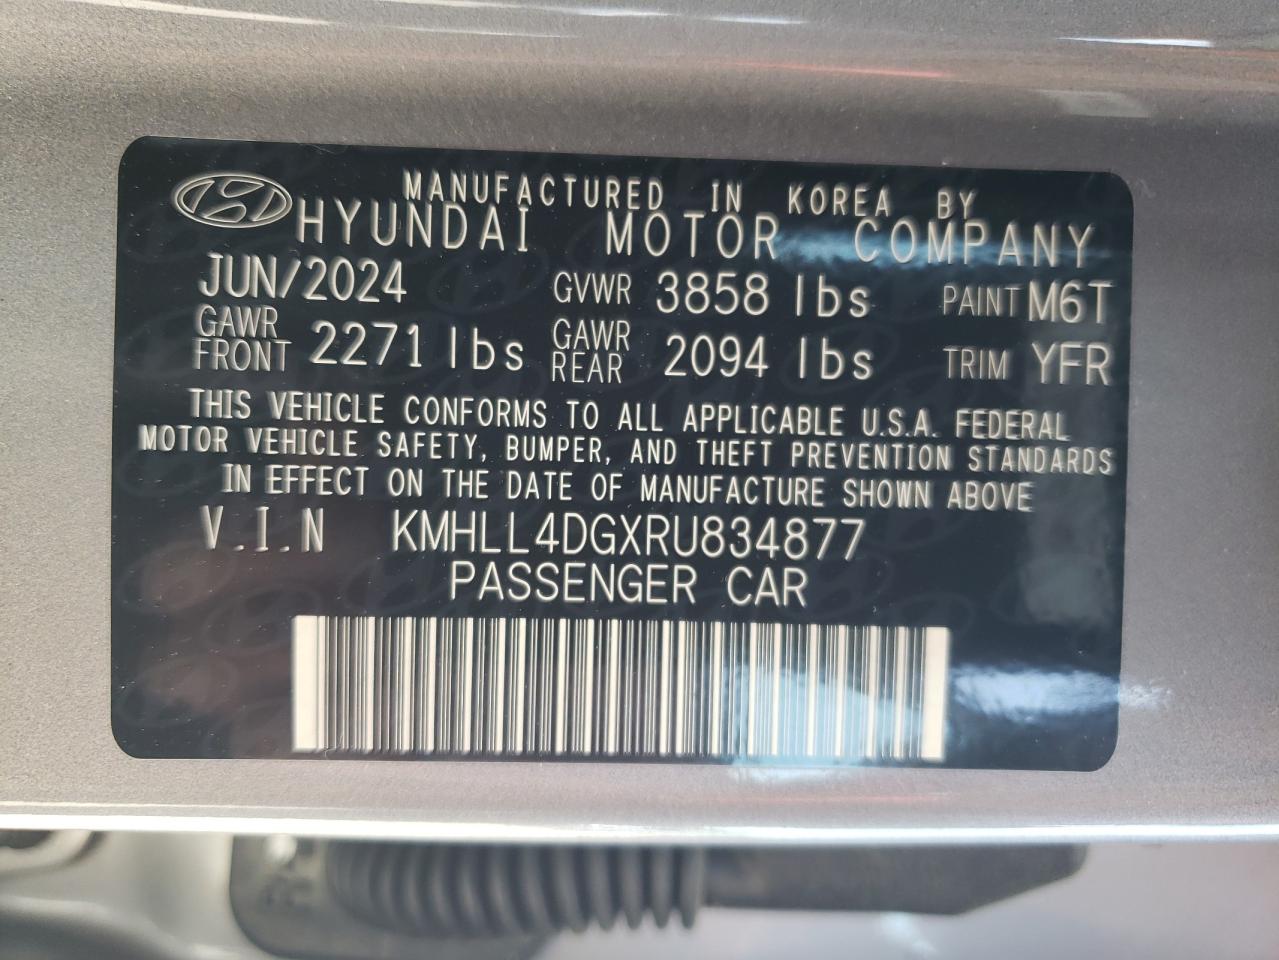 MANUFACTURED IN KOREA BY
HYUNDAI MOTOR COMPANY
JUN/2024 GVWR 3858 lbs PAINT M6T
GAWR FRONT 2271 lbs GAWR REAR 2094 lbs TRIM YFR
THIS VEHICLE CONFORMS TO ALL APPLICABLE U.S.A. FEDERAL
MOTOR VEHICLE SAFETY, BUMPER, AND THEFT PREVENTION STANDARDS
IN EFFECT ON THE DATE OF MANUFACTURE SHOWN ABOVE
V.I.N KMHLL4DGXRU834877
PASSENGER CAR